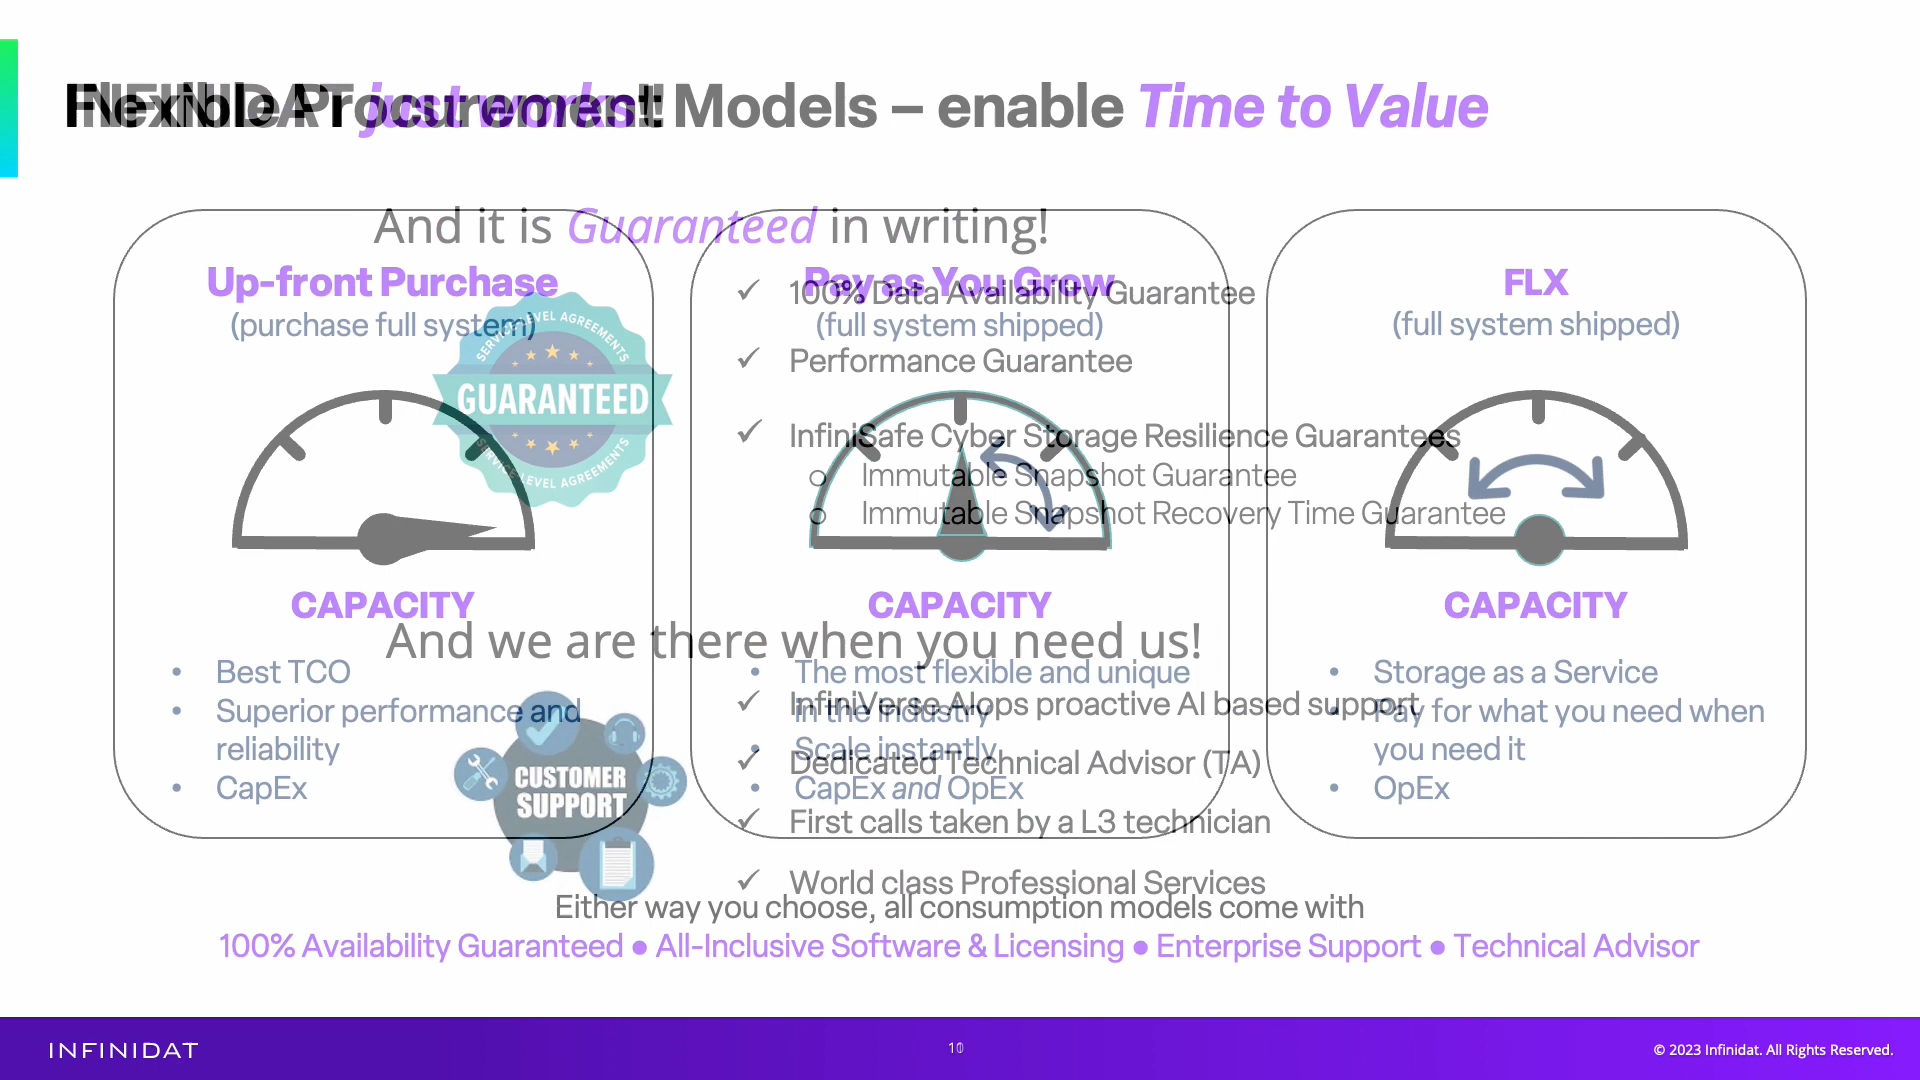 INFINIDAT just works!!
Flexible Procurement Models – enable Time to Value
And it is Guaranteed in writing!
Up-front Purchase
(purchase full system)
Pay as You Grow
(full system shipped)
FLX
(full system shipped)
SERVICE LEVEL AGREEMENTS
GUARANTEED
SERVICE LEVEL AGREEMENTS
✓ 100% Data Availability Guarantee
✓ Performance Guarantee
✓ InfiniSafe Cyber Storage Resilience Guarantees
o Immutable Snapshot Guarantee
o Immutable Snapshot Recovery Time Guarantee
CAPACITY
CAPACITY
CAPACITY
And we are there when you need us!
• Best TCO
• Superior performance and
reliability
• CapEx
• The most flexible and unique
in the industry
• Scale instantly
• CapEx and OpEx
• Storage as a Service
• Pay for what you need when
you need it
• OpEx
CUSTOMER
SUPPORT
✓ InfiniVerse AIops proactive AI based support
✓ Dedicated Technical Advisor (TA)
✓ First calls taken by a L3 technician
✓ World class Professional Services
Either way you choose, all consumption models come with
100% Availability Guaranteed ● All-Inclusive Software & Licensing ● Enterprise Support ● Technical Advisor
INFINIDAT
© 2023 Infinidat. All Rights Reserved.